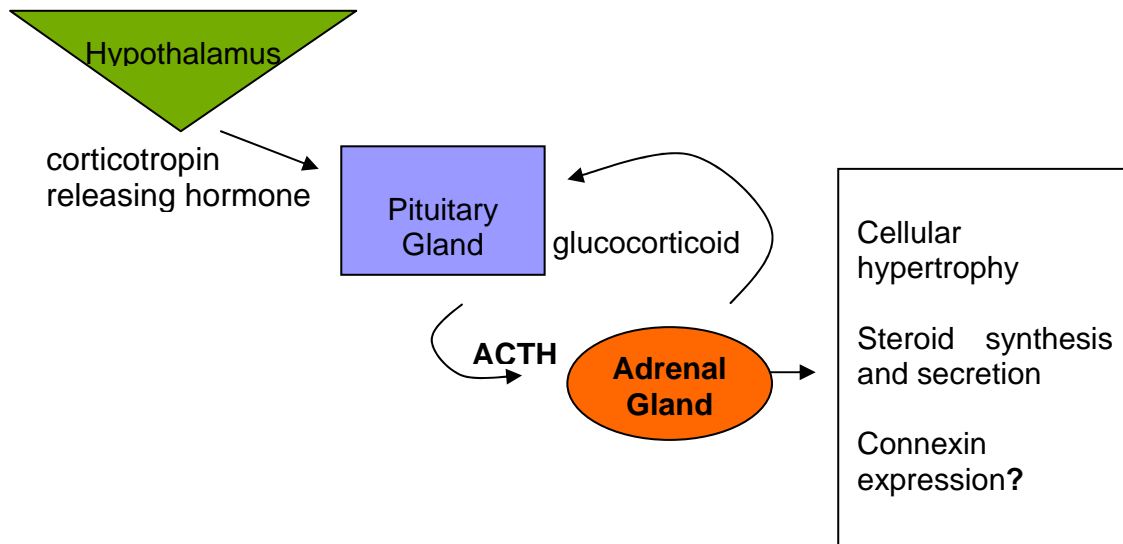 Hypothalamus
corticotropin
releasing hormone
Pituitary
Gland
glucocorticoid
ACTH
Adrenal
Gland
Cellular
hypertrophy
Steroid synthesis
and secretion
Connexin
expression?